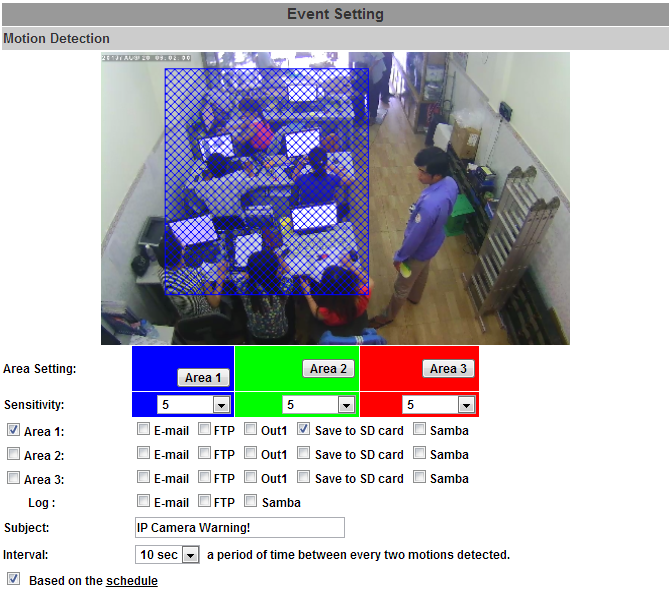 Event Setting
Motion Detection
Area Setting: Area 1 Area 2 Area 3
Sensitivity: 5 5 5
Area 1: E-mail FTP Out1 Save to SD card Samba
Area 2: E-mail FTP Out1 Save to SD card Samba
Area 3: E-mail FTP Out1 Save to SD card Samba
Log : E-mail FTP Samba
Subject: IP Camera Warning!
Interval: 10 sec a period of time between every two motions detected.
Based on the schedule